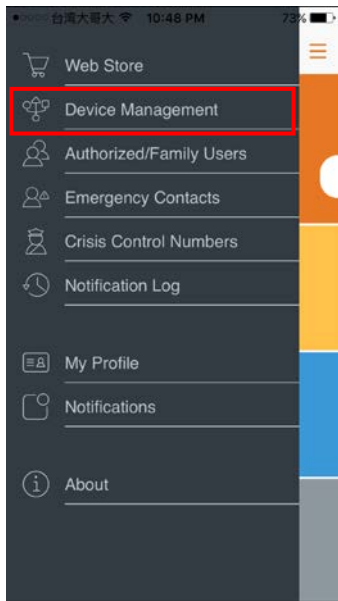 台灣大哥大 10:48 PM 73%
Web Store
Device Management
Authorized/Family Users
Emergency Contacts
Crisis Control Numbers
Notification Log
My Profile
Notifications
About